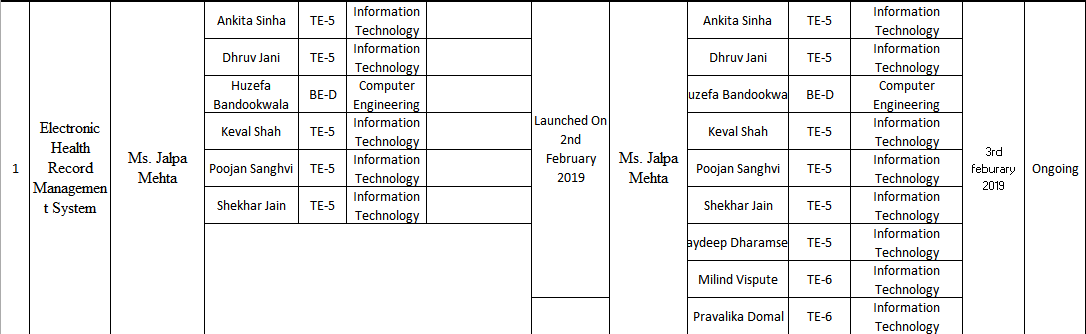 1
Electronic
Health
Record
Managemen
t System
Ms. Jalpa
Mehta
Ankita Sinha TE-5 Information
Technology
Dhruv Jani TE-5 Information
Technology
Huzefa
Bandookwala BE-D Computer
Engineering
Keval Shah TE-5 Information
Technology
Poojan Sanghvi TE-5 Information
Technology
Shekhar Jain TE-5 Information
Technology
Launched On
2nd
February
2019
Ms. Jalpa
Mehta
Ankita Sinha TE-5 Information
Technology
Dhruv Jani TE-5 Information
Technology
uzefa Bandookwa BE-D Computer
Engineering
Keval Shah TE-5 Information
Technology
Poojan Sanghvi TE-5 Information
Technology
Shekhar Jain TE-5 Information
Technology
aydeep Dharamse TE-5 Information
Technology
Milind Vispute TE-6 Information
Technology
Pravalika Domal TE-6 Information
Technology
3rd
feburary
2019
Ongoing